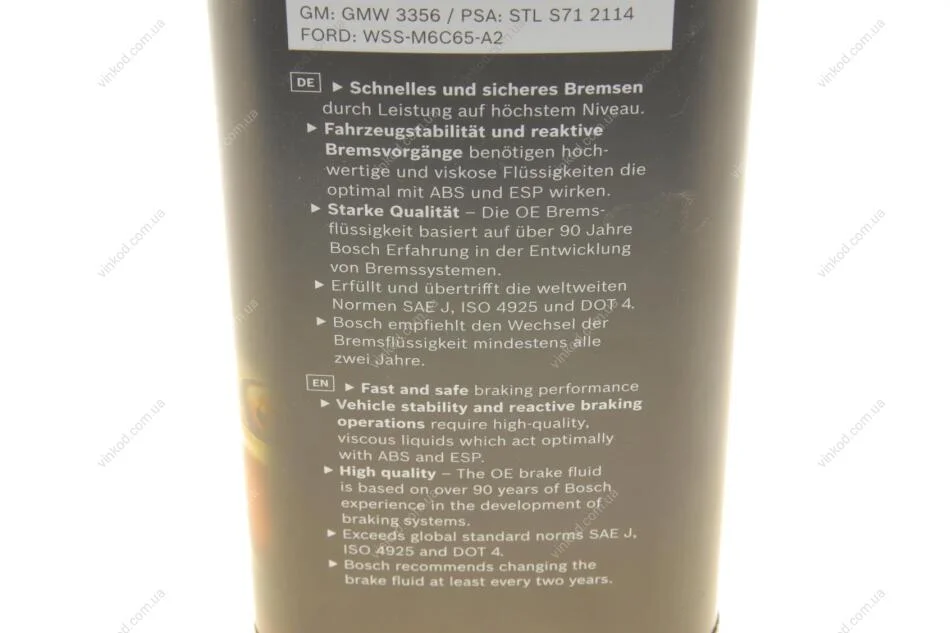 GM: GMW 3356 / PSA: STL S71 2114
FORD: WSS-M6C65-A2
DE ► Schnelles und sicheres Bremsen
durch Leistung auf höchstem Niveau.
► Fahrzeugstabilität und reaktive
Bremsvorgänge benötigen hoch-
wertige und viskose Flüssigkeiten die
optimal mit ABS und ESP wirken.
► Starke Qualität – Die OE Brems-
flüssigkeit basiert auf über 90 Jahre
Bosch Erfahrung in der Entwicklung
von Bremssystemen.
► Erfüllt und übertrifft die weltweiten
Normen SAE J, ISO 4925 und DOT 4.
► Bosch empfiehlt den Wechsel der
Bremsflüssigkeit mindestens alle
zwei Jahre.
EN ► Fast and safe braking performance
► Vehicle stability and reactive braking
operations require high-quality,
viscous liquids which act optimally
with ABS and ESP.
► High quality – The OE brake fluid
is based on over 90 years of Bosch
experience in the development of
braking systems.
► Exceeds global standard norms SAE J,
ISO 4925 and DOT 4.
► Bosch recommends changing the
brake fluid at least every two years.
vinkod.com.ua